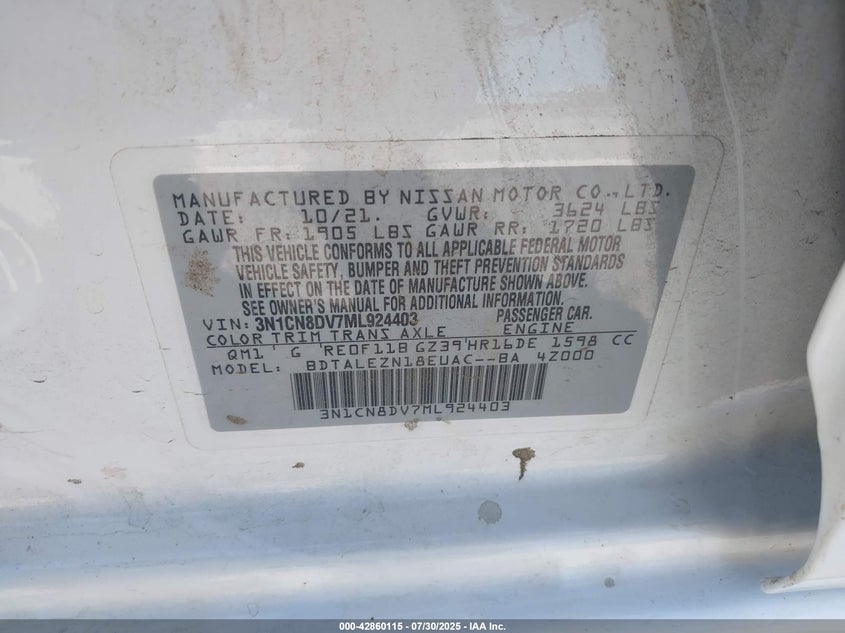 MANUFACTURED BY NISSAN MOTOR CO., LTD.
DATE: 10/21. GVWR: 3624 LBS
GAWR FR: 1905 LBS GAWR RR: 1720 LBS
THIS VEHICLE CONFORMS TO ALL APPLICABLE FEDERAL MOTOR
VEHICLE SAFETY, BUMPER AND THEFT PREVENTION STANDARDS
IN EFFECT ON THE DATE OF MANUFACTURE SHOWN ABOVE.
SEE OWNER'S MANUAL FOR ADDITIONAL INFORMATION.
VIN: 3N1CN8DV7ML924403 PASSENGER CAR.
COLOR TRIM TRANS AXLE ENGINE
QM1 G RE0F11B GZ39 HR16DE 1598 CC
MODEL: BDTALEZN18EUAC--BA 4Z000
3N1CN8DV7ML924403
000-42860115 - 07/30/2025 - IAA Inc.